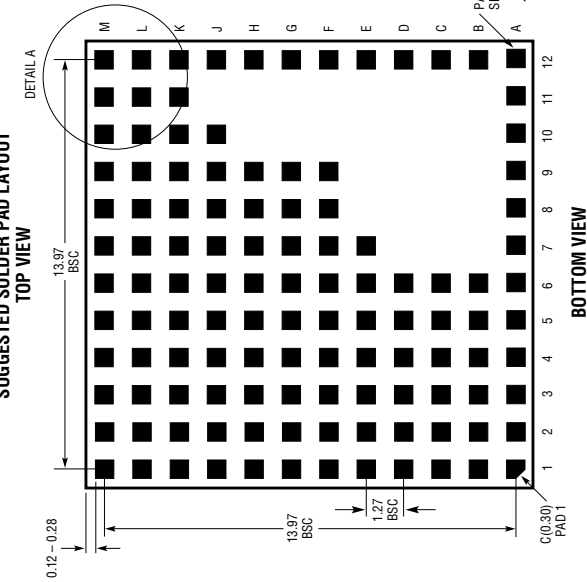 SUGGESTED SOLDER PAD LAYOUT
TOP VIEW
DETAIL A
13.97
BSC
M
L
K
J
H
G
F
E
D
C
B
A
12
11
10
9
8
7
6
5
4
3
2
1
0.12 – 0.28
13.97
BSC
1.27
BSC
C(0.30)
PAD 1
BOTTOM VIEW